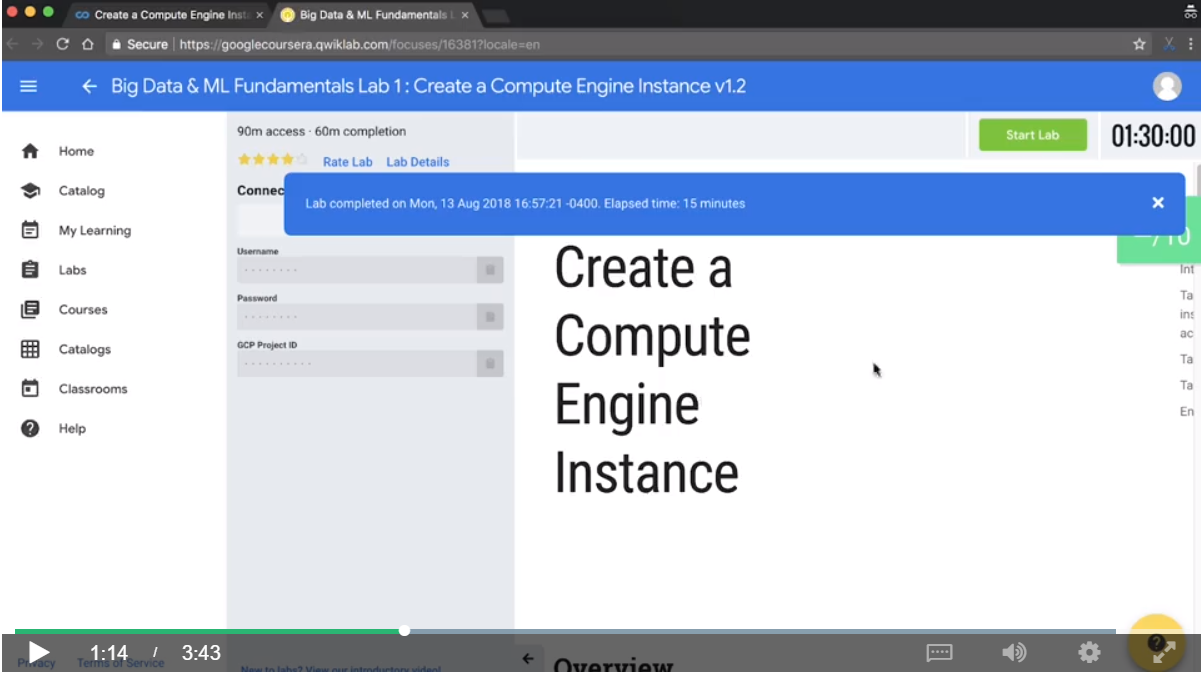 Create a Compute Engine Insta
Big Data & ML Fundamentals L
Secure
https://googlecoursera.qwiklab.com/focuses/16381?locale=en
Big Data & ML Fundamentals Lab 1 : Create a Compute Engine Instance v1.2
Home
Catalog
My Learning
Labs
Courses
Catalogs
Classrooms
Help
90m access · 60m completion
Rate Lab
Lab Details
Connec
Start Lab
01:30:00
Lab completed on Mon, 13 Aug 2018 16:57:21 -0400. Elapsed time: 15 minutes
Username
Password
GCP Project ID
--/10
Create a
Compute
Engine
Instance
Int
Ta
ins
ac
Ta
Ta
En
1:14 / 3:43
Privacy
Terms of Service
New to labs? View our introductory video!
Overview